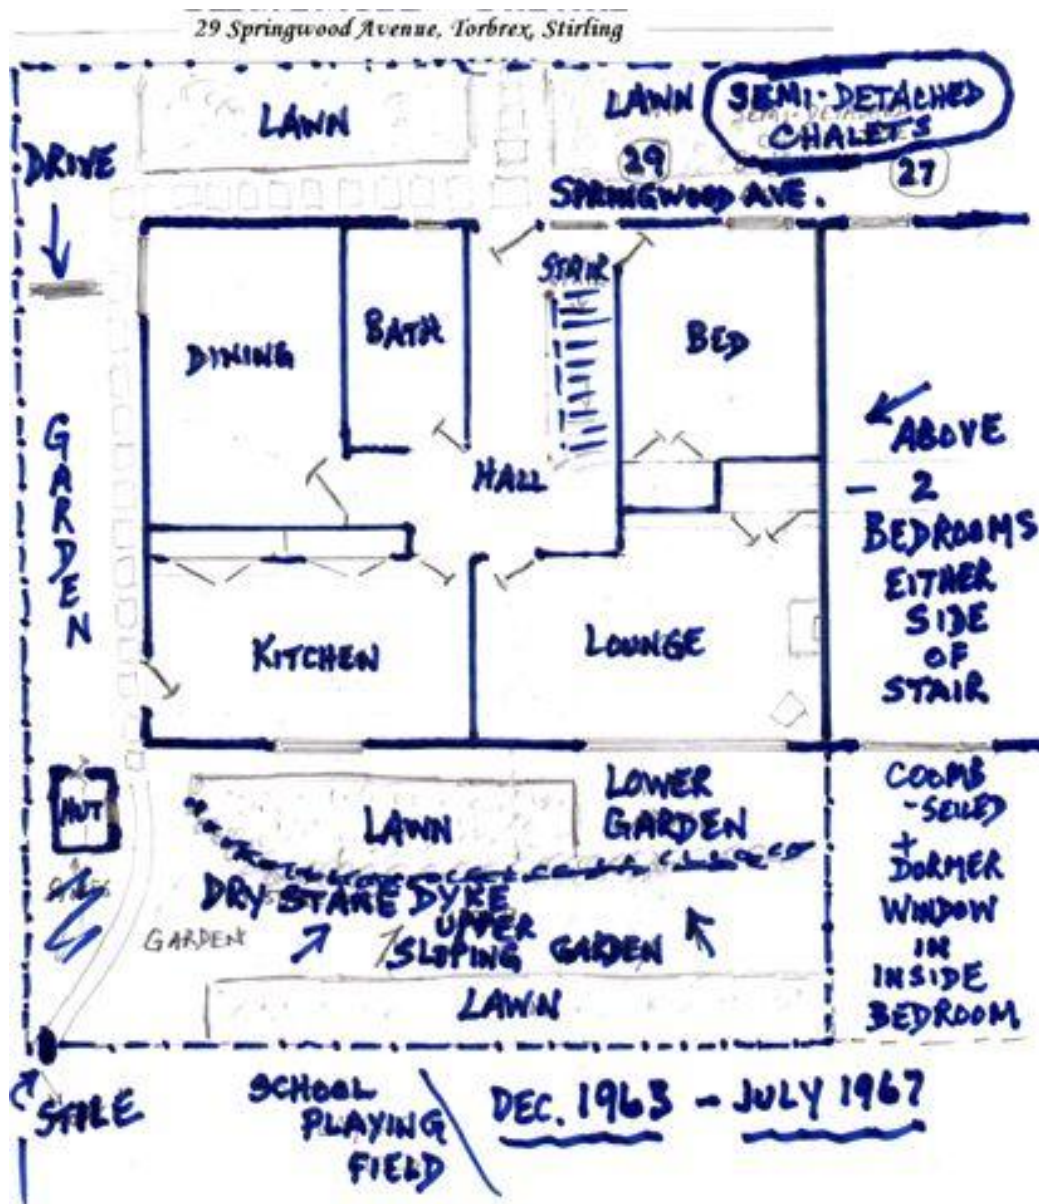 29 Springwood Avenue, Torbrex, Stirling
LAWN
LAWN
SEMI-DETACHED
CHALETS
DRIVE
29
27
SPRINGWOOD AVE.
STAIR
BATH
BED
DINING
HALL
GARDEN
ABOVE
- 2
BEDROOMS
EITHER
SIDE
OF
STAIR
KITCHEN
LOUNGE
HUT
LAWN
LOWER
GARDEN
COOMB
-SEILED
+
DORMER
WINDOW
IN
INSIDE
BEDROOM
DRY STANE DYKE
GARDEN
UPPER
SLOPING GARDEN
LAWN
STILE
SCHOOL
PLAYING
FIELD
DEC. 1963 - JULY 1967